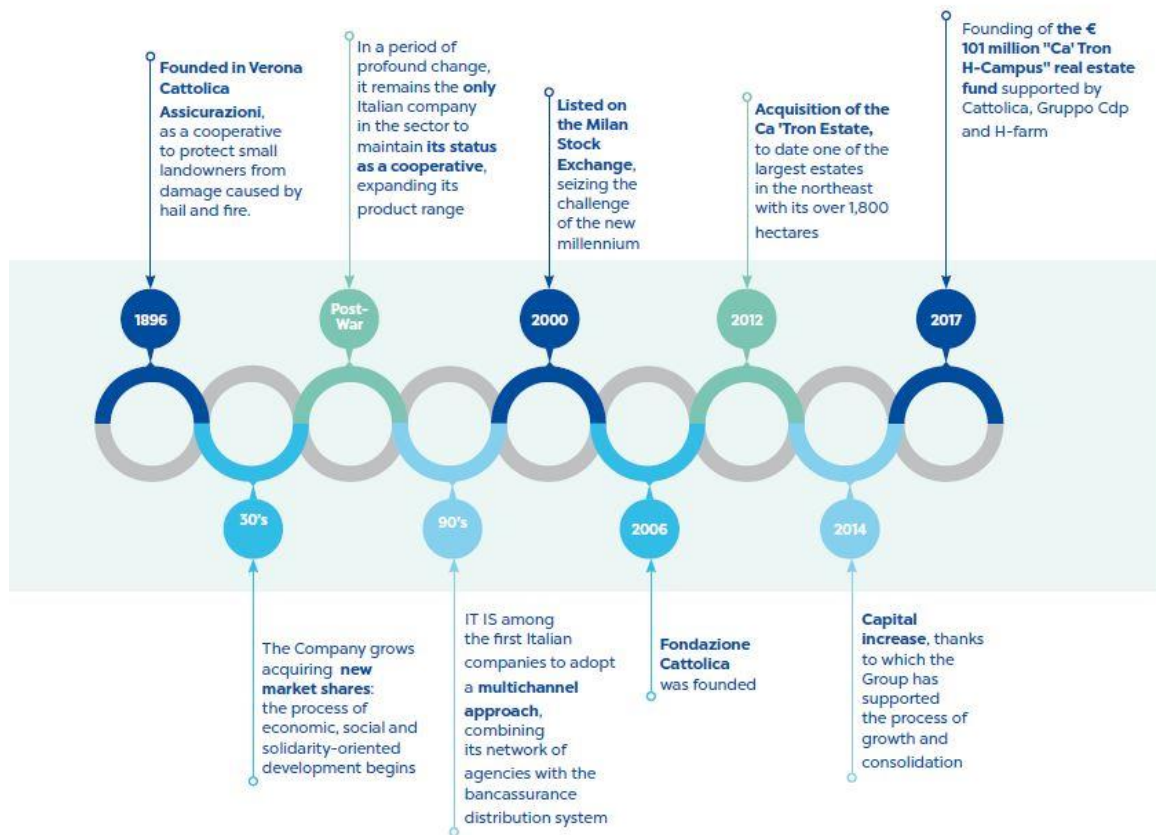 Founded in Verona
Cattolica
Assicurazioni,
as a cooperative
to protect small
landowners from
damage caused by
hail and fire.
In a period of
profound change,
it remains the only
Italian company
in the sector to
maintain its status
as a cooperative,
expanding its
product range
Listed on
the Milan
Stock
Exchange,
seizing the
challenge
of the new
millennium
Acquisition of the
Ca 'Tron Estate,
to date one of the
largest estates
in the northeast
with its over 1,800
hectares
Founding of the €
101 million "Ca' Tron
H-Campus" real estate
fund supported by
Cattolica, Gruppo Cdp
and H-farm
1896
Post-
War
2000
2012
2017
30's
90's
2006
2014
The Company grows
acquiring new
market shares:
the process of
economic, social and
solidarity-oriented
development begins
IT IS among
the first Italian
companies to adopt
a multichannel
approach,
combining
its network of
agencies with the
bancassurance
distribution system
Fondazione
Cattolica
was founded
Capital
increase, thanks
to which the
Group has
supported
the process of
growth and
consolidation